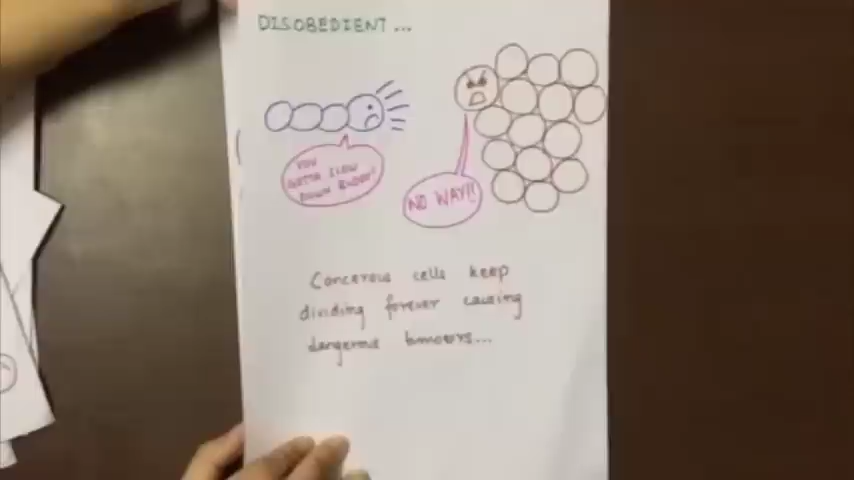 DISOBEDIENT...
YOU
GOTTA SLOW
DOWN BUDDY!
NO WAY!!
Cancerous cells keep
dividing forever causing
dangerous tumours...